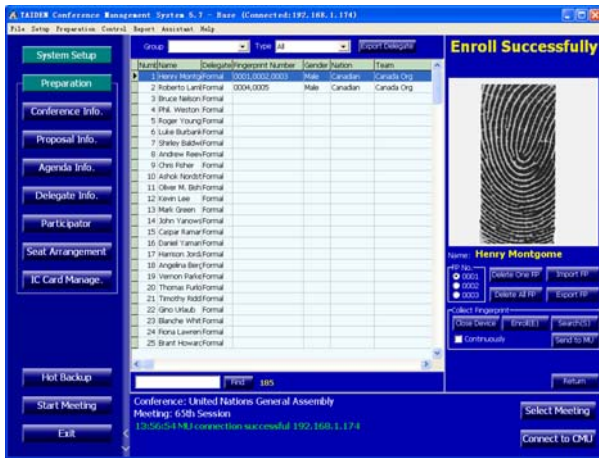 TAIDEN Conference Management System 5.7 - Base (Connected:192.168.1.174)
File Setup Preparation Control Report Assistant Help
System Setup
Preparation
Conference Info.
Proposal Info.
Agenda Info.
Delegate Info.
Participator
Seat Arrangement
IC Card Manage.
Hot Backup
Start Meeting
Exit
Group Type All Export Delegate
Num Name Delegate Fingerprint Number Gender Nation Team
1 Henry Montg Formal 0001,0002,0003 Male Canadian Canada Org
2 Roberto Lam Formal 0004,0005 Male Canadian Canada Org
3 Bruce Nelson Formal
4 Phil. Weston Formal
5 Roger Young Formal
6 Luke Burbank Formal
7 Shirley Baldwi Formal
8 Andrew Reev Formal
9 Chris Fisher Formal
10 Ashok Nordst Formal
11 Oliver M. Bish Formal
12 Kevin Lee Formal
13 Mark Green Formal
14 John Yanows Formal
15 Caspar Ramar Formal
16 Daniel Yaman Formal
17 Harrison Jord Formal
18 Angelina Berg Formal
19 Vernon Parke Formal
20 Thomas Furlo Formal
21 Timothy Ridd Formal
22 Gino Urlaub Formal
23 Blanche Whit Formal
24 Fiona Lawren Formal
25 Brant Howarc Formal
Find 185
Enroll Successfully
Name: Henry Montgome
FP No.
0001
0002
0003
Delete One FP Import FP
Delete All FP Export FP
Collect Fingerprint
Close Device Enroll(E) Search(S)
Continuously Send to MU
Return
Conference: United Nations General Assembly
Meeting: 65th Session
13:56:54 MU connection successful 192.168.1.174
Select Meeting
Connect to CMU